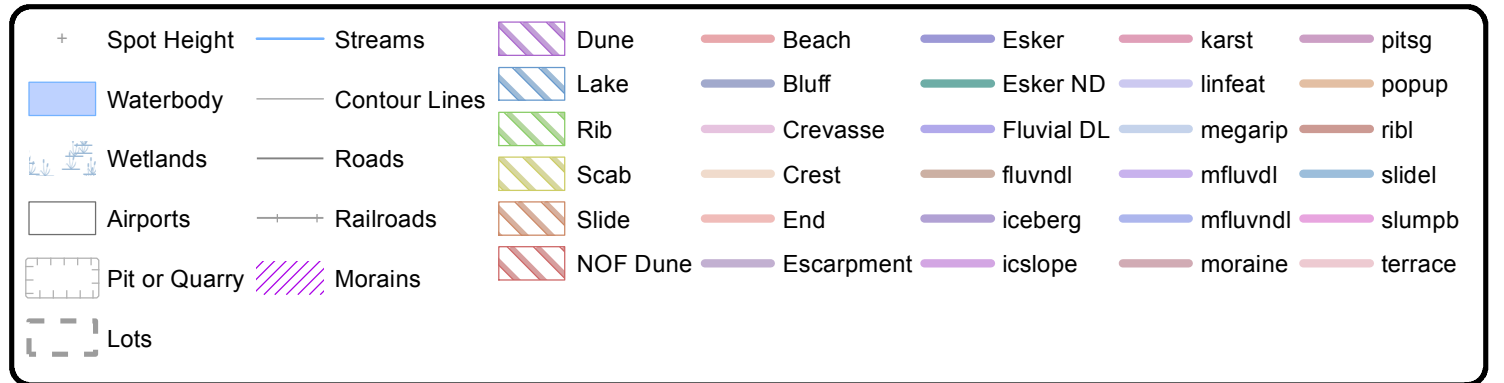 Spot Height
Waterbody
Wetlands
Airports
Pit or Quarry
Lots
Streams
Contour Lines
Roads
Railroads
Morains
Dune
Lake
Rib
Scab
Slide
NOF Dune
Beach
Bluff
Crevasse
Crest
End
Escarpment
Esker
Esker ND
Fluvial DL
fluvndl
iceberg
icslope
karst
linfeat
megarip
mfluvdl
mfluvndl
moraine
pitsg
popup
ribl
slidel
slumpb
terrace